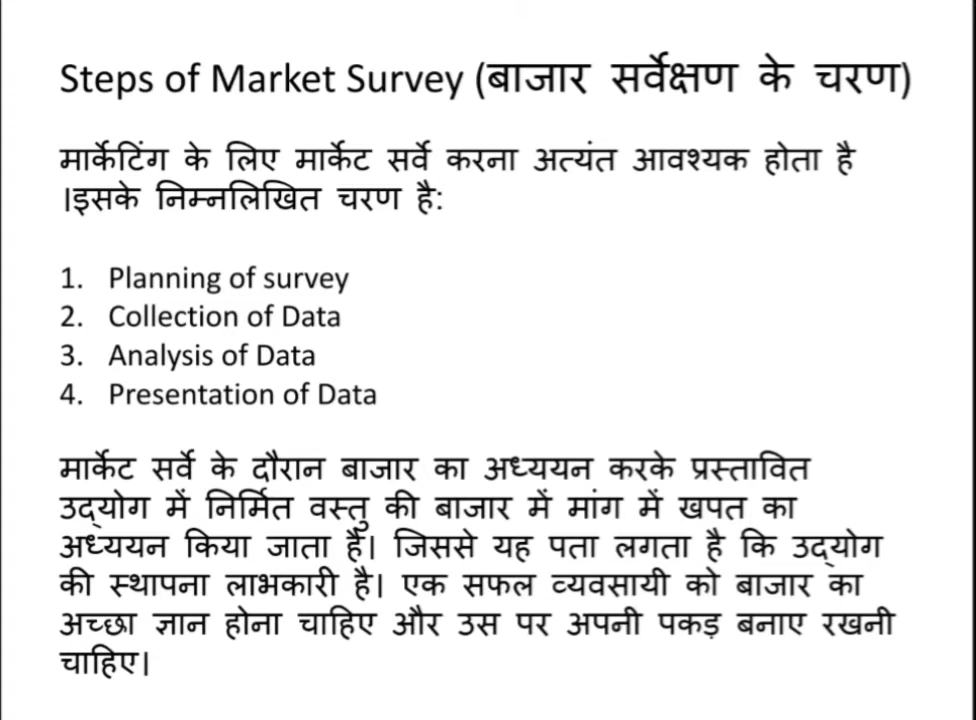 Steps of Market Survey (बाजार सर्वेक्षण के चरण)
मार्केटिंग के लिए मार्केट सर्वे करना अत्यंत आवश्यक होता है
।इसके निम्नलिखित चरण है:
1. Planning of survey
2. Collection of Data
3. Analysis of Data
4. Presentation of Data
मार्केट सर्वे के दौरान बाजार का अध्ययन करके प्रस्तावित
उद्योग में निर्मित वस्तु की बाजार में मांग में खपत का
अध्ययन किया जाता है। जिससे यह पता लगता है कि उद्योग
की स्थापना लाभकारी है। एक सफल व्यवसायी को बाजार का
अच्छा ज्ञान होना चाहिए और उस पर अपनी पकड़ बनाए रखनी
चाहिए।